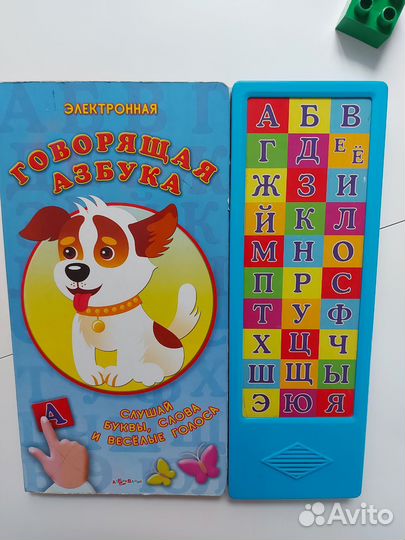 ЭЛЕКТРОННАЯ
ГОВОРЯЩАЯ
АЗБУКА
А
СЛУШАЙ
БУКВЫ, СЛОВА
И ВЕСЁЛЫЕ ГОЛОСА
А Б В
Г Д Е Ё
Ж З И
Й К Л
М Н О
П Р С
Т У Ф
Х Ц Ч
Ш Щ Ы
Э Ю Я
Avito